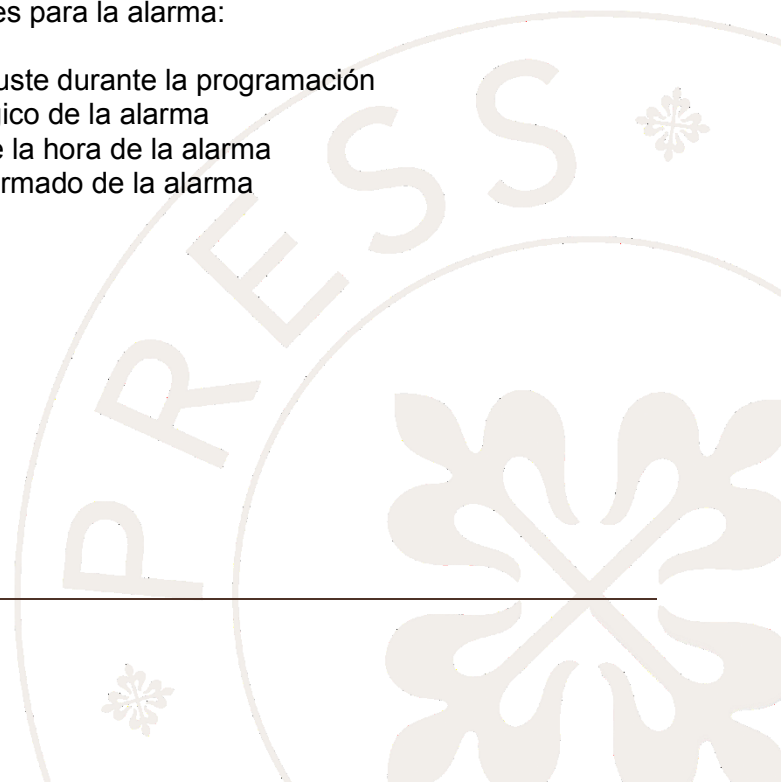 es para la alarma:
uste durante la programación
ico de la alarma
e la hora de la alarma
rmado de la alarma
PRESS